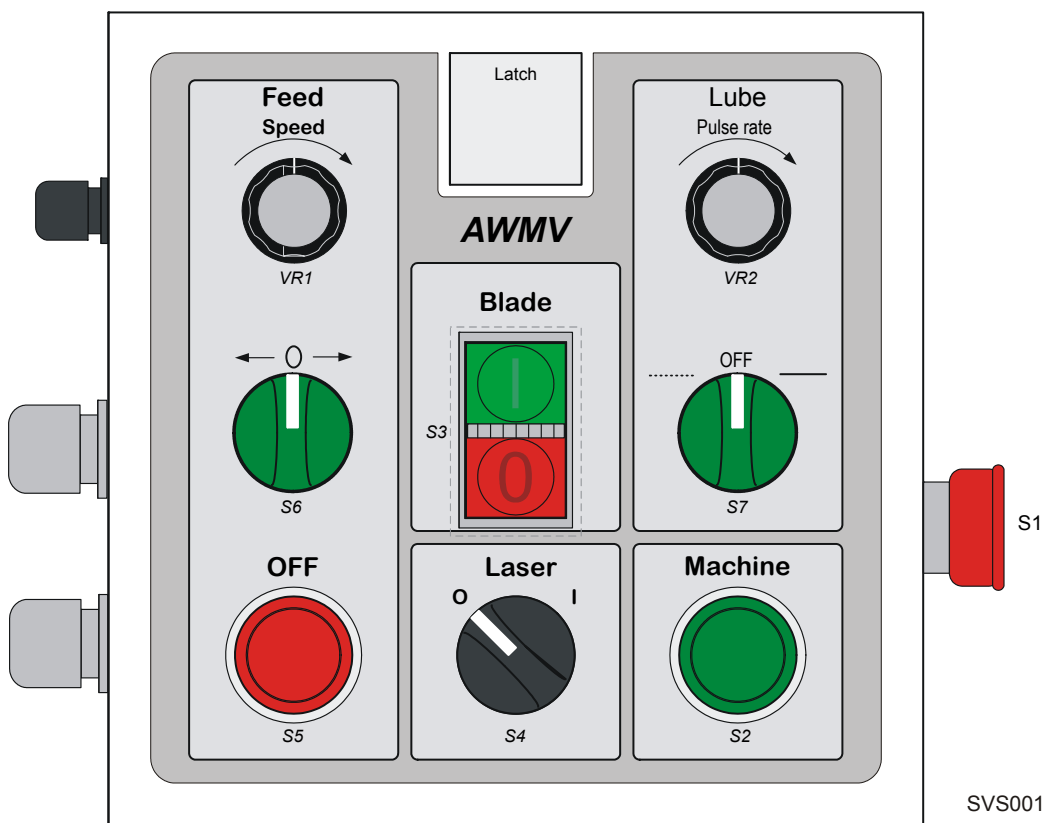 Latch
Feed
Speed
VR1
0
S6
OFF
S5
AWMV
Blade
I
S3
0
Laser
O I
S4
Lube
Pulse rate
VR2
OFF
S7
Machine
S2
S1
SVS001